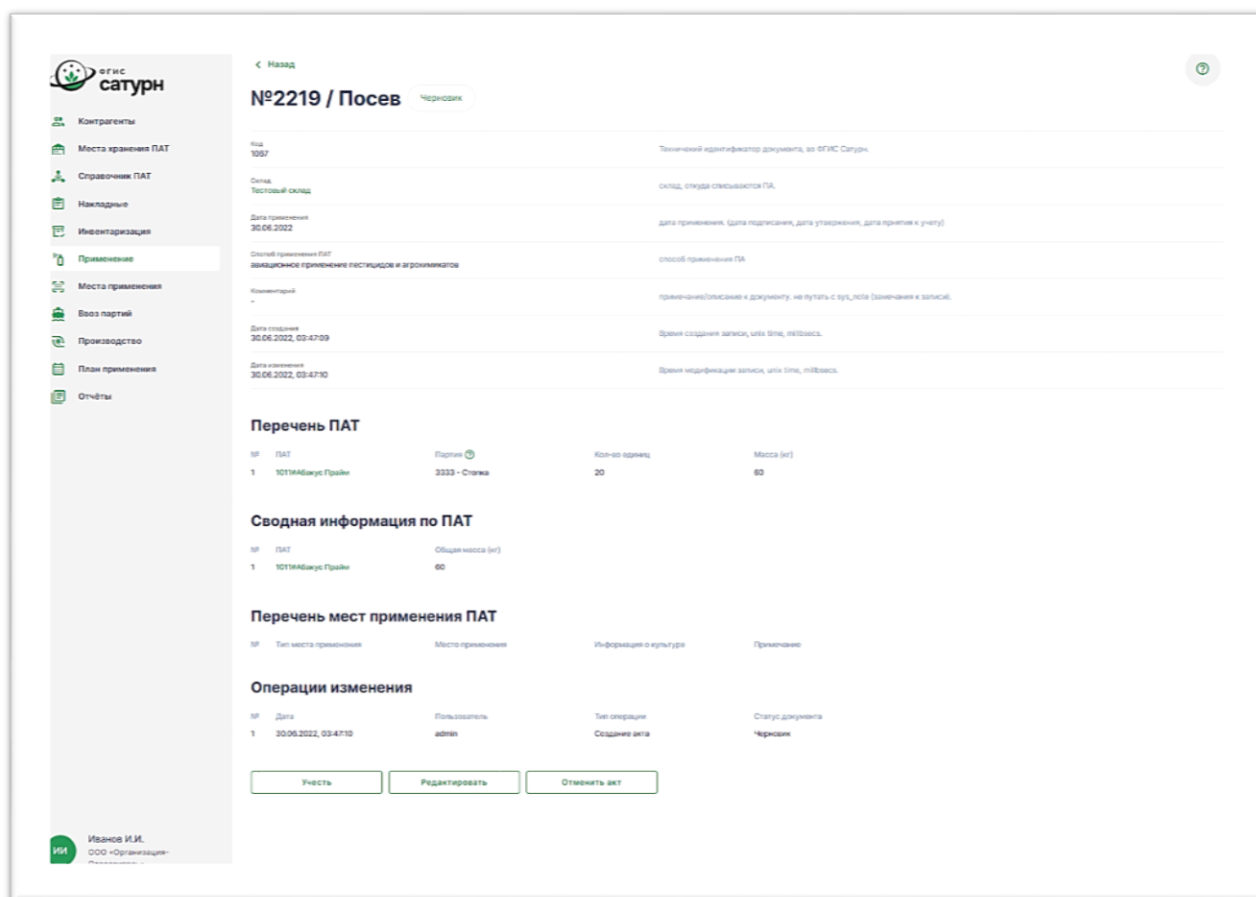 ФГИС
сатурн
Контрагенты
Места хранения ПАТ
Справочник ПАТ
Накладные
Инвентаризация
Применение
Места применения
Ввоз партий
Производство
План применения
Отчёты
ИИ
Иванов И.И.
ООО «Организация-
Назад
№2219 / Посев
Черновик
Код
1067
Технический идентификатор документа, во ФГИС Сатурн.
Склад
Тестовый склад
склад, откуда списываются ПА.
Дата применения
30.06.2022
дата применения. (дата подписания, дата утвержения, дата принятия к учету)
Способ применения ПАТ
авиационное применение пестицидов и агрохимикатов
способ применения ПА
Комментарий
-
примечание/описание к документу. не путать с sys_note (замечания к записи).
Дата создания
30.06.2022, 03:47:09
Время создания записи, unix time, millbsecs.
Дата изменения
30.06.2022, 03:47:10
Время модификации записи, unix time, millbsecs.
Перечень ПАТ
№ ПАТ Партия Кол-во единиц Масса (кг)
1 1011#Абакус Прайм 3333 - Стопка 20 60
Сводная информация по ПАТ
№ ПАТ Общая масса (кг)
1 1011#Абакус Прайм 60
Перечень мест применения ПАТ
№ Тип места применения Место применения Информация о культуре Примечание
Операции изменения
№ Дата Пользователь Тип операции Статус документа
1 30.06.2022, 03:47:10 admin Создание акта Черновик
Учесть Редактировать Отменить акт